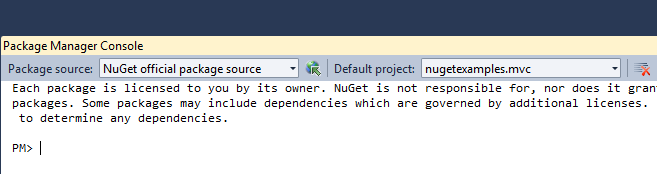 Package Manager Console
Package source: NuGet official package source Default project: nugetexamples.mvc
Each package is licensed to you by its owner. NuGet is not responsible for, nor does it gran
packages. Some packages may include dependencies which are governed by additional licenses.
to determine any dependencies.
PM>